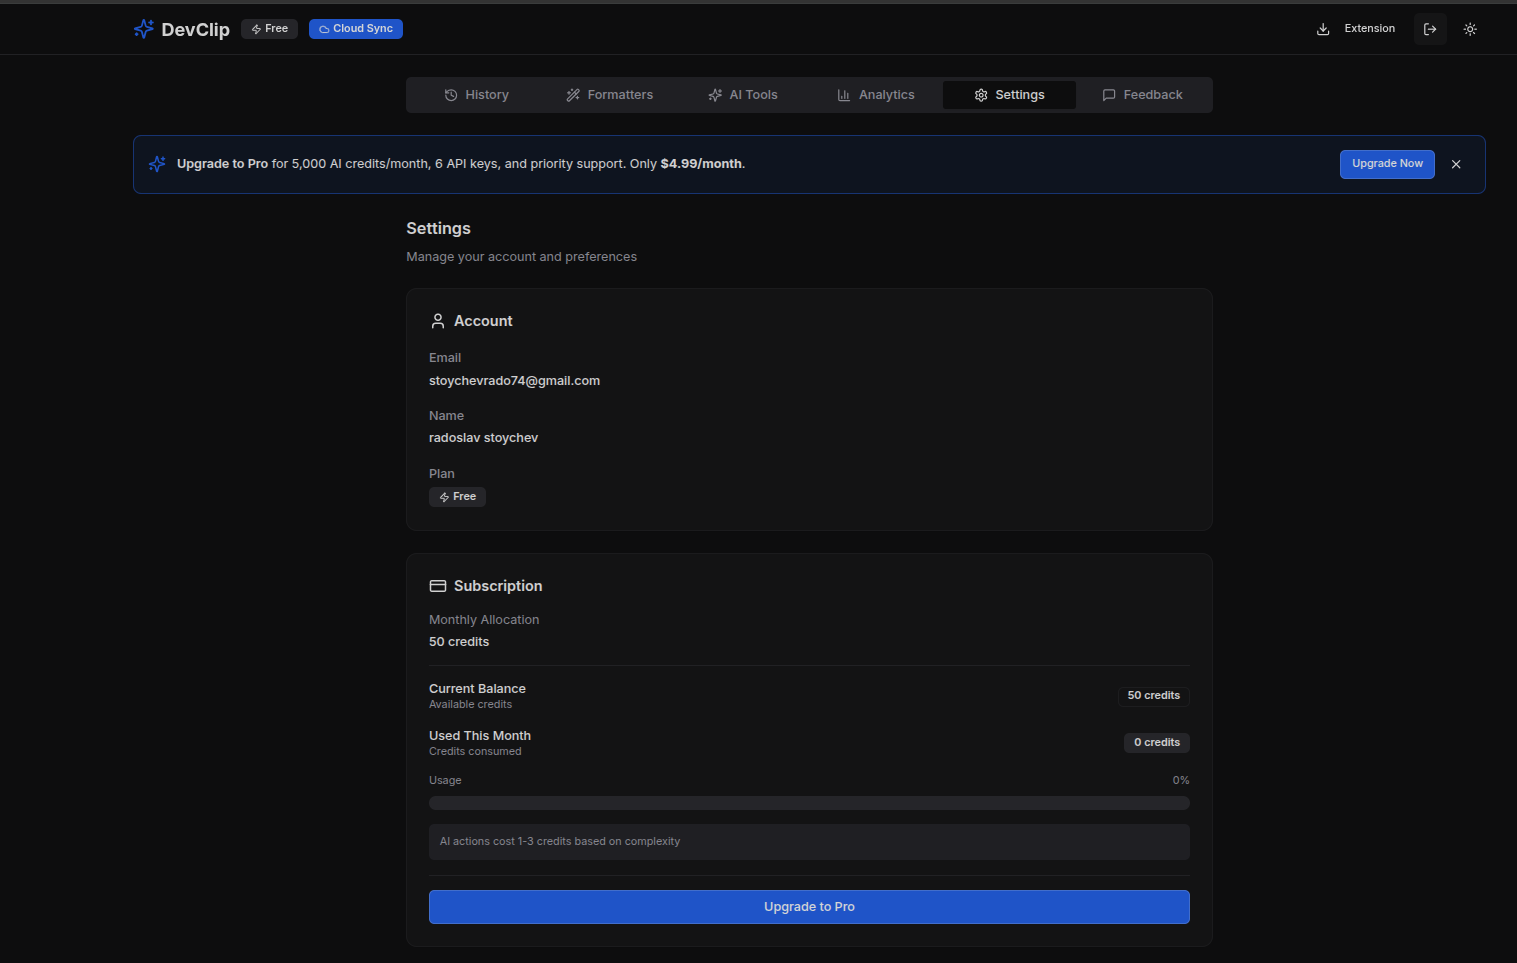 DevClip Free Cloud Sync Extension
History Formatters AI Tools Analytics Settings Feedback
Upgrade to Pro for 5,000 AI credits/month, 6 API keys, and priority support. Only $4.99/month. Upgrade Now
Settings
Manage your account and preferences
Account
Email
stoychevrado74@gmail.com
Name
radoslav stoychev
Plan
Free
Subscription
Monthly Allocation
50 credits
Current Balance
Available credits
50 credits
Used This Month
Credits consumed
0 credits
Usage 0%
AI actions cost 1-3 credits based on complexity
Upgrade to Pro